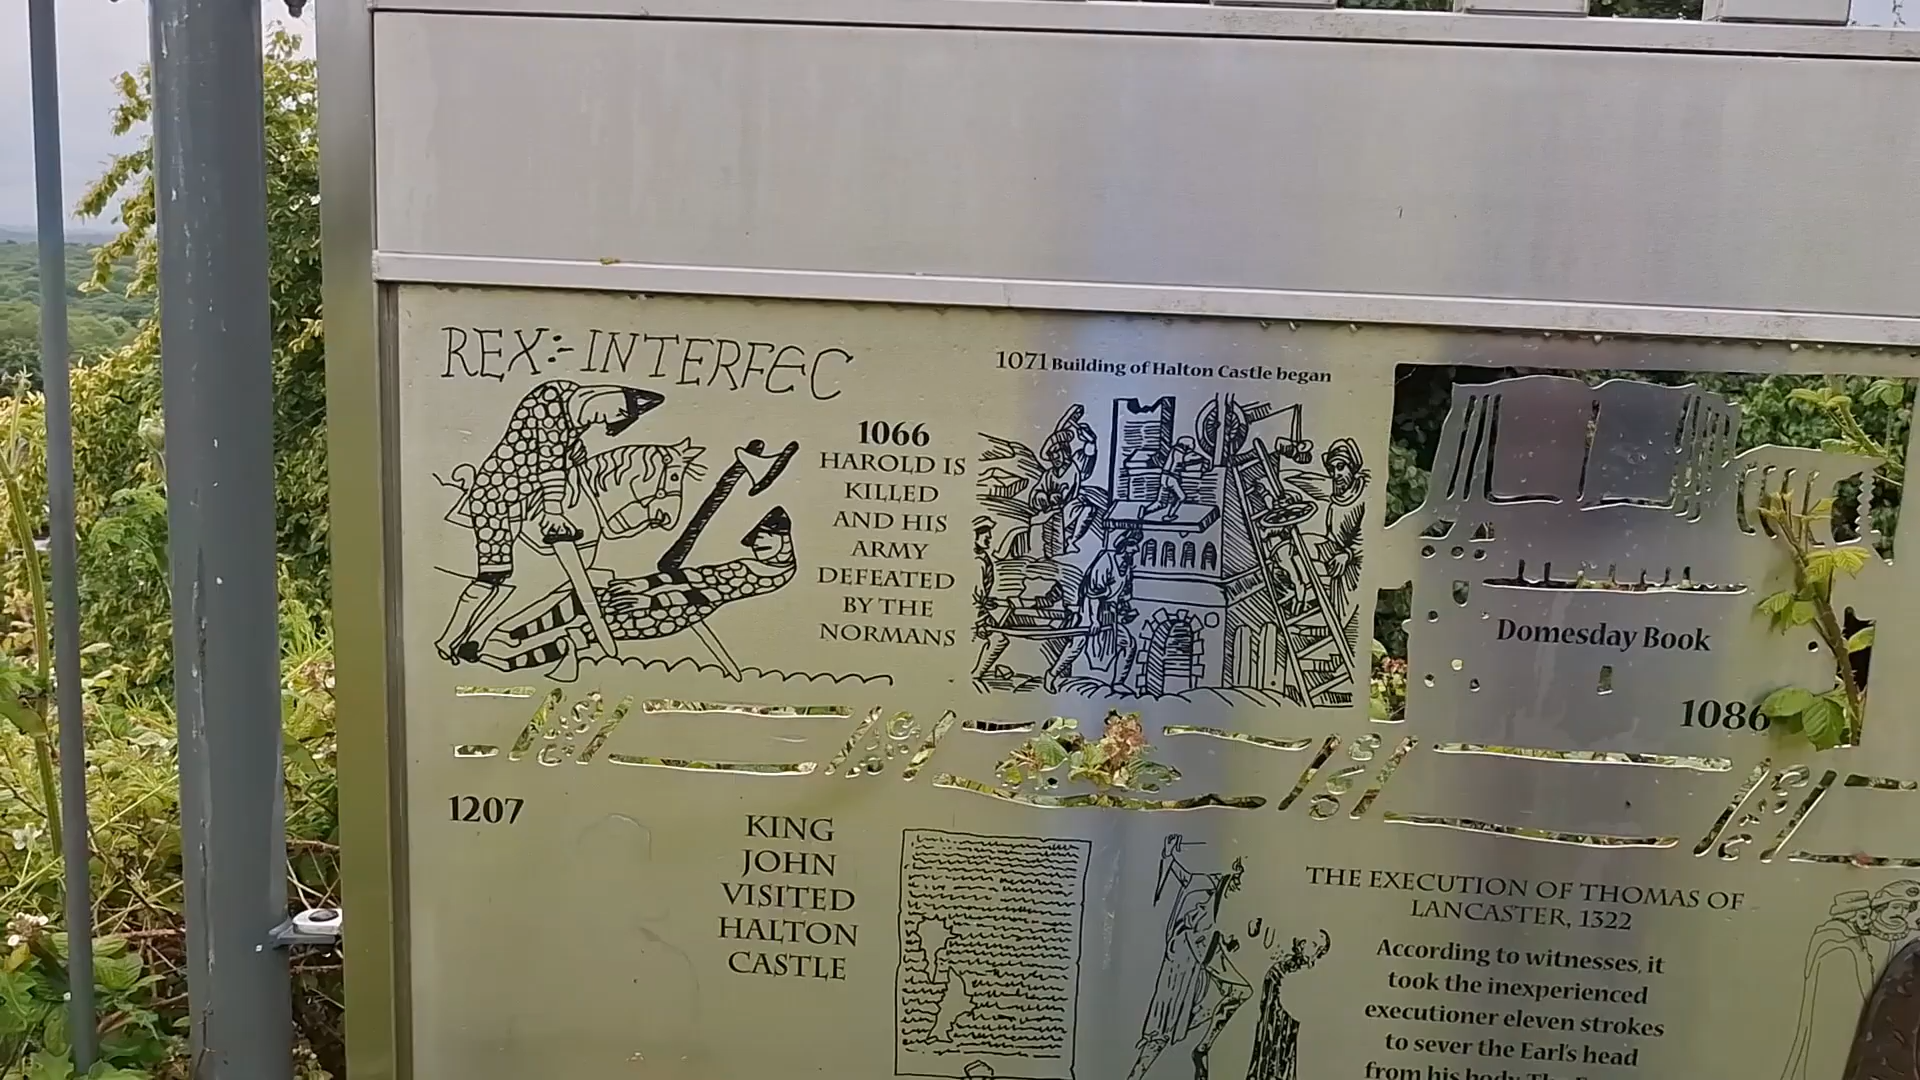 REX:- INTERFEC
1066
HAROLD IS
KILLED
AND HIS
ARMY
DEFEATED
BY THE
NORMANS
1071 Building of Halton Castle began
Domesday Book
1086
1207
KING
JOHN
VISITED
HALTON
CASTLE
THE EXECUTION OF THOMAS OF
LANCASTER, 1322
According to witnesses, it
took the inexperienced
executioner eleven strokes
to sever the Earl's head
from his body. The